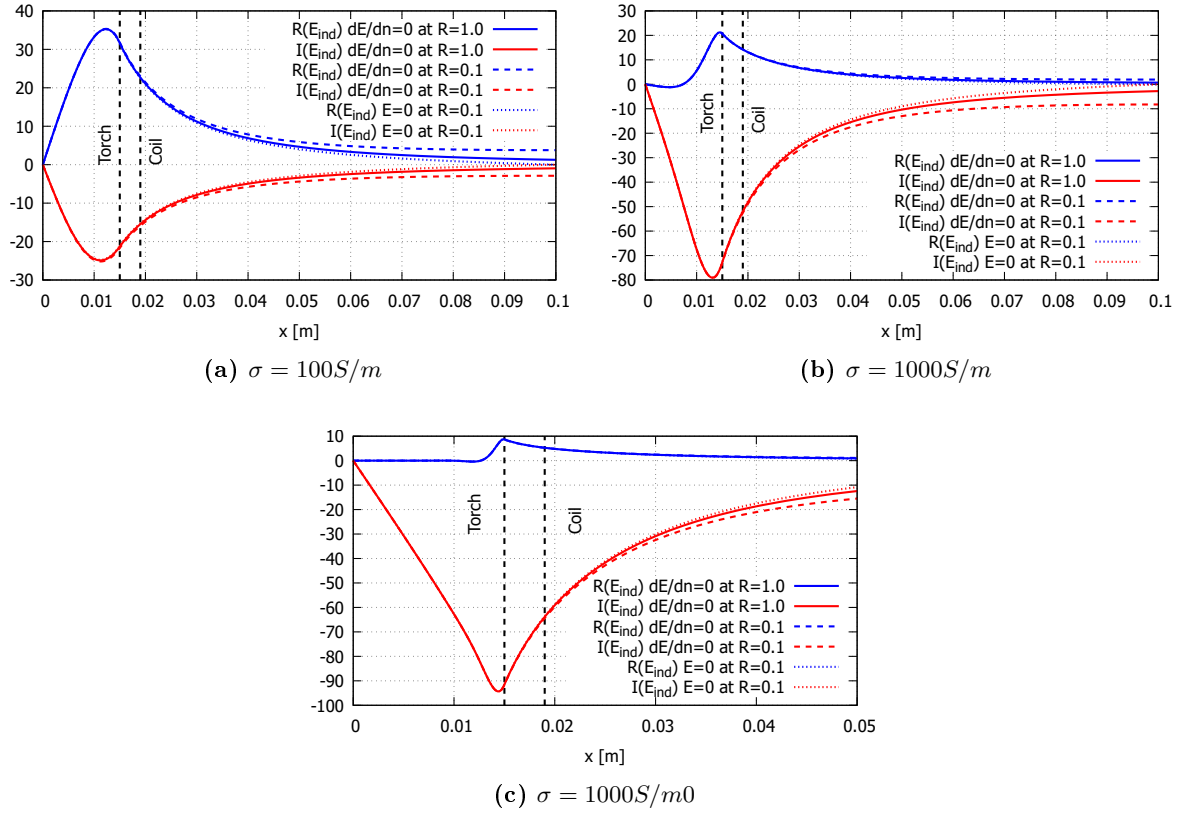 40
30
20
10
0
-10
-20
-30
0 0.01 0.02 0.03 0.04 0.05 0.06 0.07 0.08 0.09 0.1
x [m]
Torch
Coil
R(E_ind) dE/dn=0 at R=1.0
I(E_ind) dE/dn=0 at R=1.0
R(E_ind) dE/dn=0 at R=0.1
I(E_ind) dE/dn=0 at R=0.1
R(E_ind) E=0 at R=0.1
I(E_ind) E=0 at R=0.1
(a) σ = 100S/m
30
20
10
0
-10
-20
-30
-40
-50
-60
-70
-80
0 0.01 0.02 0.03 0.04 0.05 0.06 0.07 0.08 0.09 0.1
x [m]
Torch
Coil
R(E_ind) dE/dn=0 at R=1.0
I(E_ind) dE/dn=0 at R=1.0
R(E_ind) dE/dn=0 at R=0.1
I(E_ind) dE/dn=0 at R=0.1
R(E_ind) E=0 at R=0.1
I(E_ind) E=0 at R=0.1
(b) σ = 1000S/m
10
0
-10
-20
-30
-40
-50
-60
-70
-80
-90
-100
0 0.01 0.02 0.03 0.04 0.05
x [m]
Torch
Coil
R(E_ind) dE/dn=0 at R=1.0
I(E_ind) dE/dn=0 at R=1.0
R(E_ind) dE/dn=0 at R=0.1
I(E_ind) dE/dn=0 at R=0.1
R(E_ind) E=0 at R=0.1
I(E_ind) E=0 at R=0.1
(c) σ = 1000S/m0